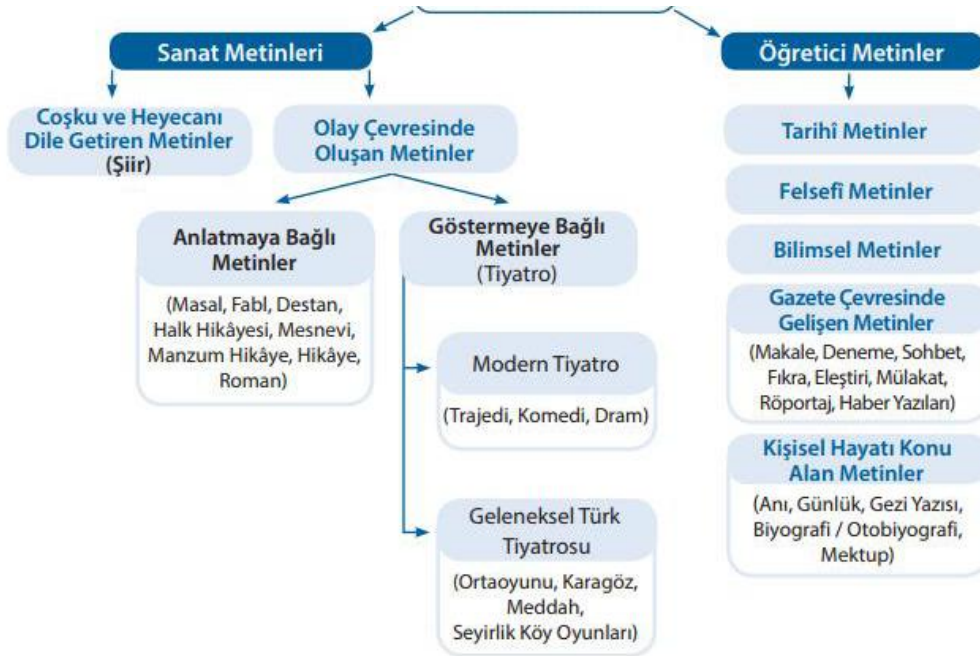 Sanat Metinleri
Öğretici Metinler
Coşku ve Heyecanı
Dile Getiren Metinler
(Şiir)
Olay Çevresinde
Oluşan Metinler
Anlatmaya Bağlı
Metinler
(Masal, Fabl, Destan,
Halk Hikâyesi, Mesnevi,
Manzum Hikâye, Hikâye,
Roman)
Göstermeye Bağlı
Metinler
(Tiyatro)
Modern Tiyatro
(Trajedi, Komedi, Dram)
Geleneksel Türk
Tiyatrosu
(Ortaoyunu, Karagöz,
Meddah,
Seyirlik Köy Oyunları)
Tarihî Metinler
Felsefî Metinler
Bilimsel Metinler
Gazete Çevresinde
Gelişen Metinler
(Makale, Deneme, Sohbet,
Fıkra, Eleştiri, Mülakat,
Röportaj, Haber Yazıları)
Kişisel Hayatı Konu
Alan Metinler
(Anı, Günlük, Gezi Yazısı,
Biyografi / Otobiyografi,
Mektup)